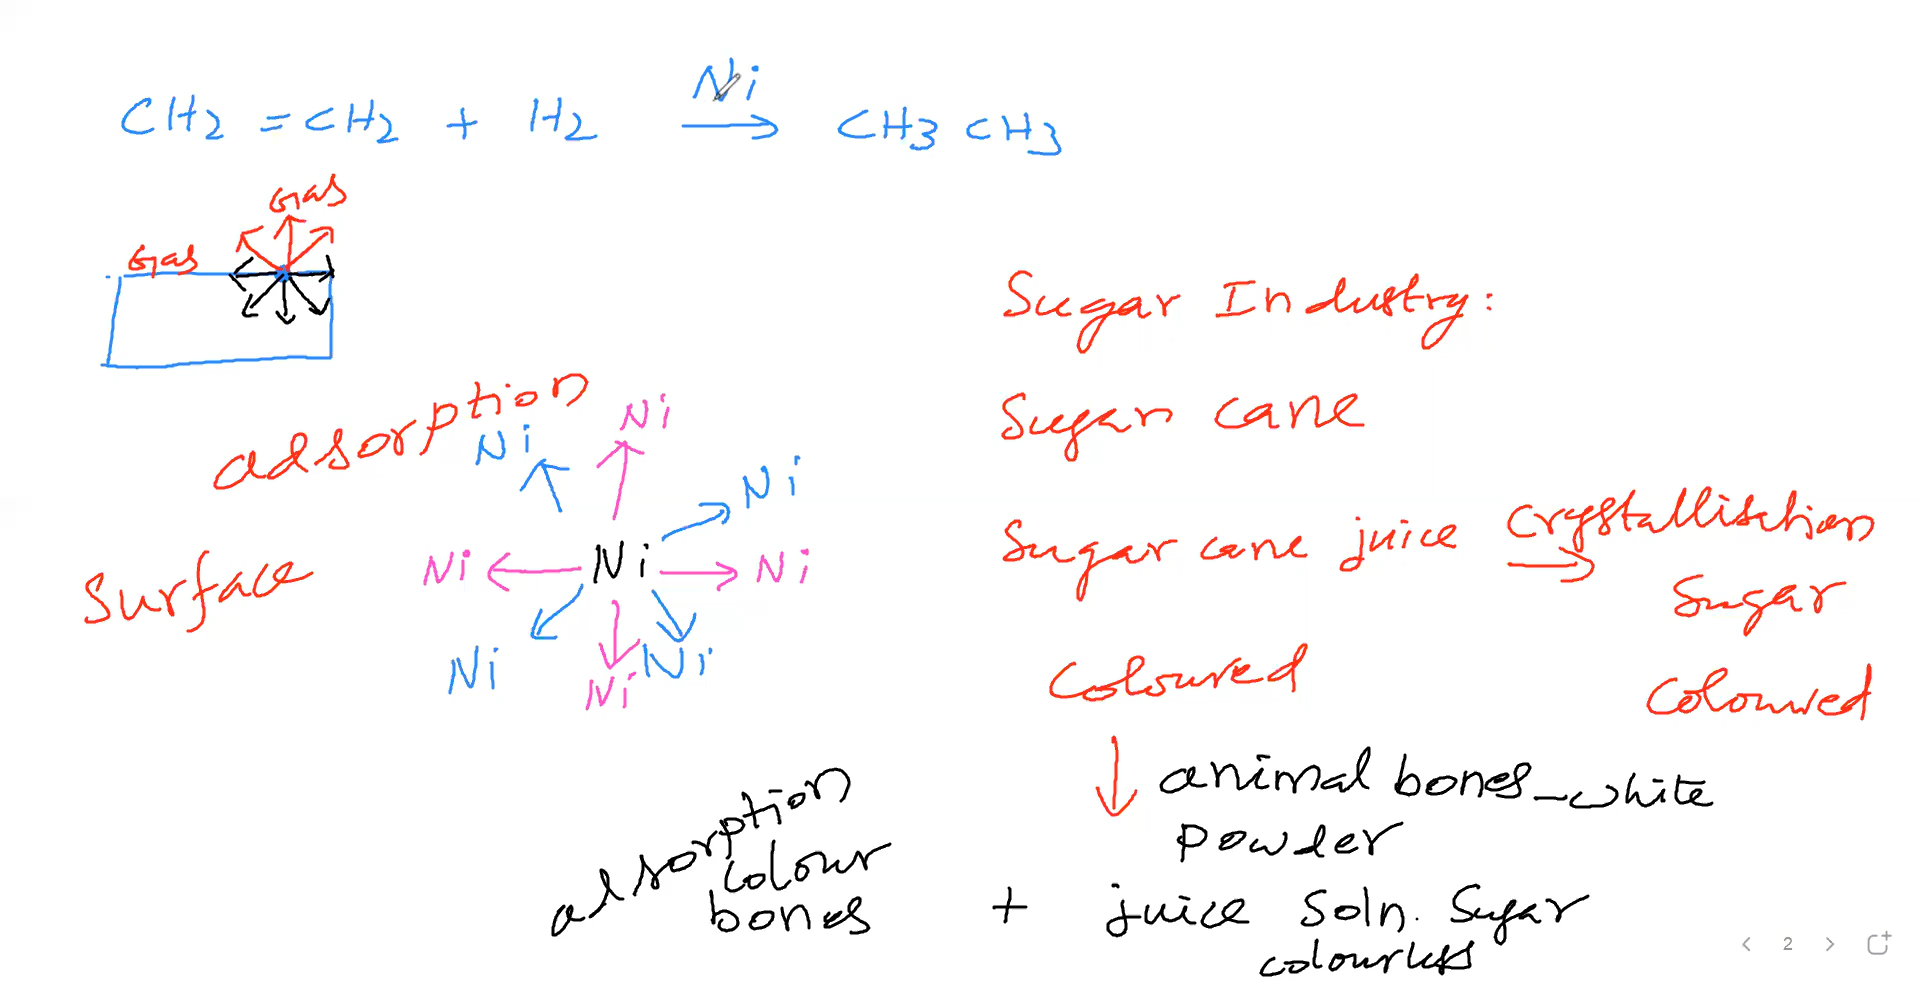 Ni
CH2 = CH2 + H2 → CH3 CH3
Gas
Gas
adsorption
Surface
Ni
Ni
Ni
Ni ← Ni → Ni
Ni
Ni
Ni
Sugar Industry:
Sugar cane
Sugar cane juice → Crystallisation
Sugar
Coloured
Coloured
animal bones - white
powder
adsorption
colour
bones
+ juice Soln. Sugar
colourless
2